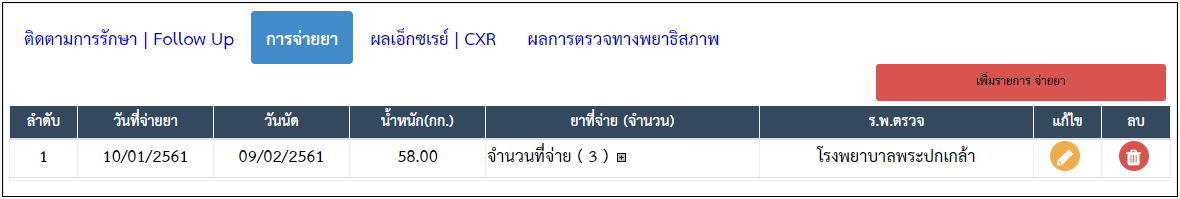 ติดตามการรักษา | Follow Up การจ่ายยา ผลเอ็กซเรย์ | CXR ผลการตรวจทางพยาธิสภาพ
เพิ่มรายการ จ่ายยา
ลำดับ วันที่จ่ายยา วันนัด น้ำหนัก(กก.) ยาที่จ่าย (จำนวน) ร.พ.ตรวจ แก้ไข ลบ
1 10/01/2561 09/02/2561 58.00 จำนวนที่จ่าย ( 3 ) โรงพยาบาลพระปกเกล้า